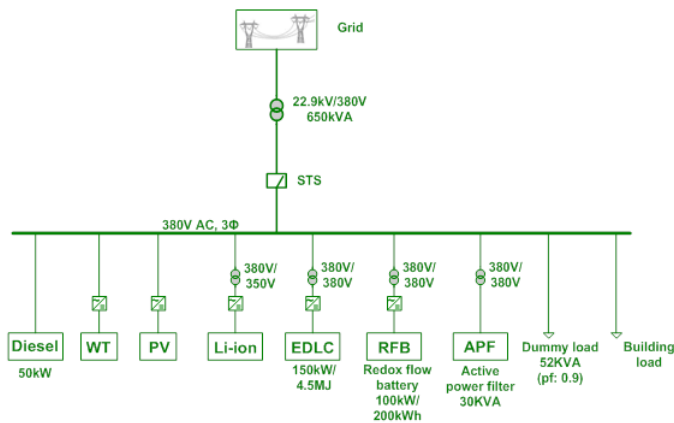 Grid
22.9kV/380V
650kVA
STS
380V AC, 3Φ
380V/
350V
380V/
380V
380V/
380V
380V/
380V
Diesel
WT
PV
Li-ion
EDLC
RFB
APF
Dummy load
52KVA
(pf: 0.9)
Building
load
50kW
150kW/
4.5MJ
Redox flow
battery
100kW/
200kWh
Active
power filter
30KVA